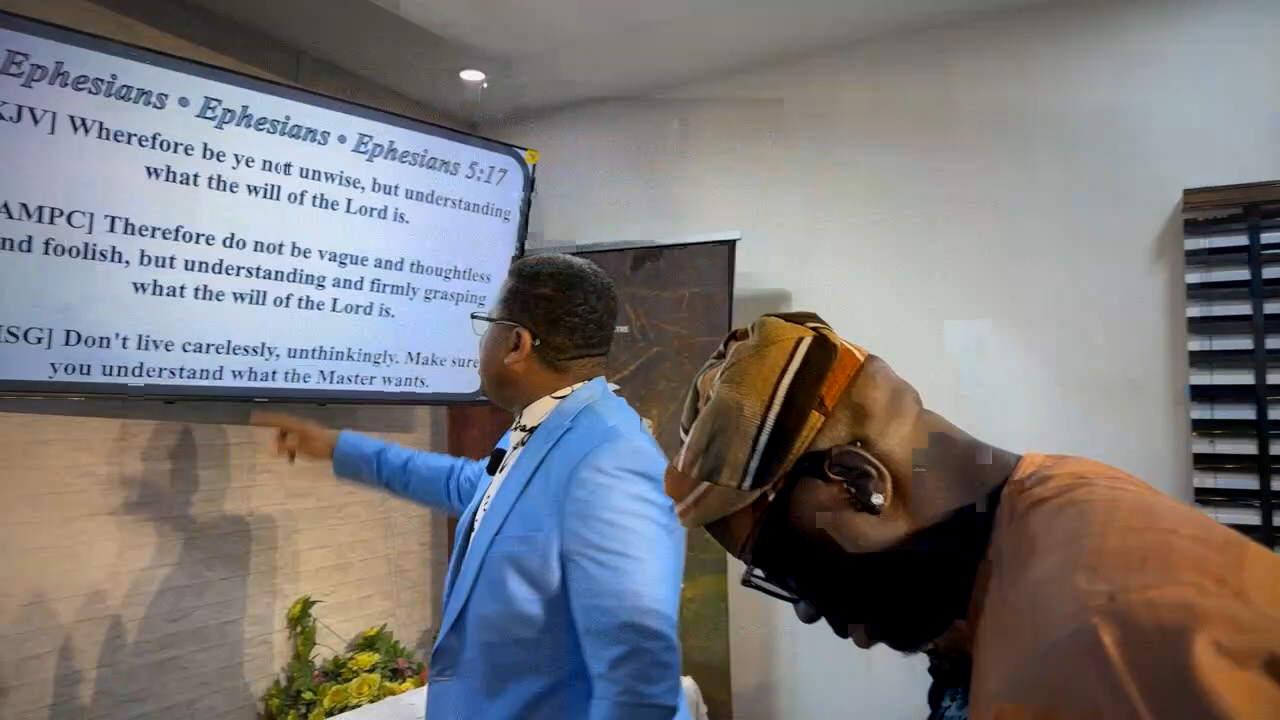 Ephesians • Ephesians • Ephesians 5:17
KJV] Wherefore be ye nott unwise, but understanding
what the will of the Lord is.
AMPC] Therefore do not be vague and thoughtless
nd foolish, but understanding and firmly grasping
what the will of the Lord is.
SG] Don't live carelessly, unthinkingly. Make sure
you understand what the Master wants.